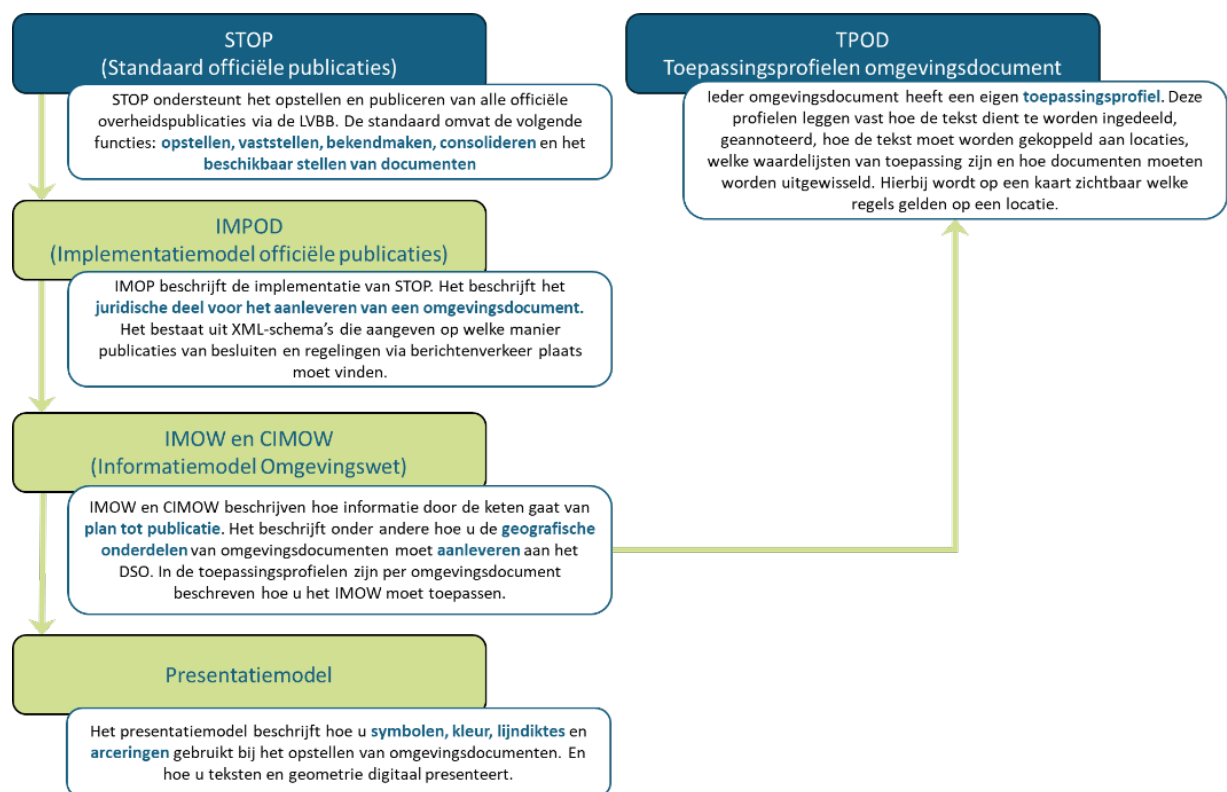 STOP
(Standaard officiële publicaties)
STOP ondersteunt het opstellen en publiceren van alle officiële
overheidspublicaties via de LVBB. De standaard omvat de volgende
functies: opstellen, vaststellen, bekendmaken, consolideren en het
beschikbaar stellen van documenten
TPOD
Toepassingsprofielen omgevingsdocument
Ieder omgevingsdocument heeft een eigen toepassingsprofiel. Deze
profielen leggen vast hoe de tekst dient te worden ingedeeld,
geannoteerd, hoe de tekst moet worden gekoppeld aan locaties,
welke waardelijsten van toepassing zijn en hoe documenten moeten
worden uitgewisseld. Hierbij wordt op een kaart zichtbaar welke
regels gelden op een locatie.
IMPOD
(Implementatiemodel officiële publicaties)
IMOP beschrijft de implementatie van STOP. Het beschrijft het
juridische deel voor het aanleveren van een omgevingsdocument.
Het bestaat uit XML-schema's die aangeven op welke manier
publicaties van besluiten en regelingen via berichtenverkeer plaats
moet vinden.
IMOW en CIMOW
(Informatiemodel Omgevingswet)
IMOW en CIMOW beschrijven hoe informatie door de keten gaat van
plan tot publicatie. Het beschrijft onder andere hoe u de geografische
onderdelen van omgevingsdocumenten moet aanleveren aan het
DSO. In de toepassingsprofielen zijn per omgevingsdocument
beschreven hoe u het IMOW moet toepassen.
Presentatiemodel
Het presentatiemodel beschrijft hoe u symbolen, kleur, lijndiktes en
arceringen gebruikt bij het opstellen van omgevingsdocumenten. En
hoe u teksten en geometrie digitaal presenteert.